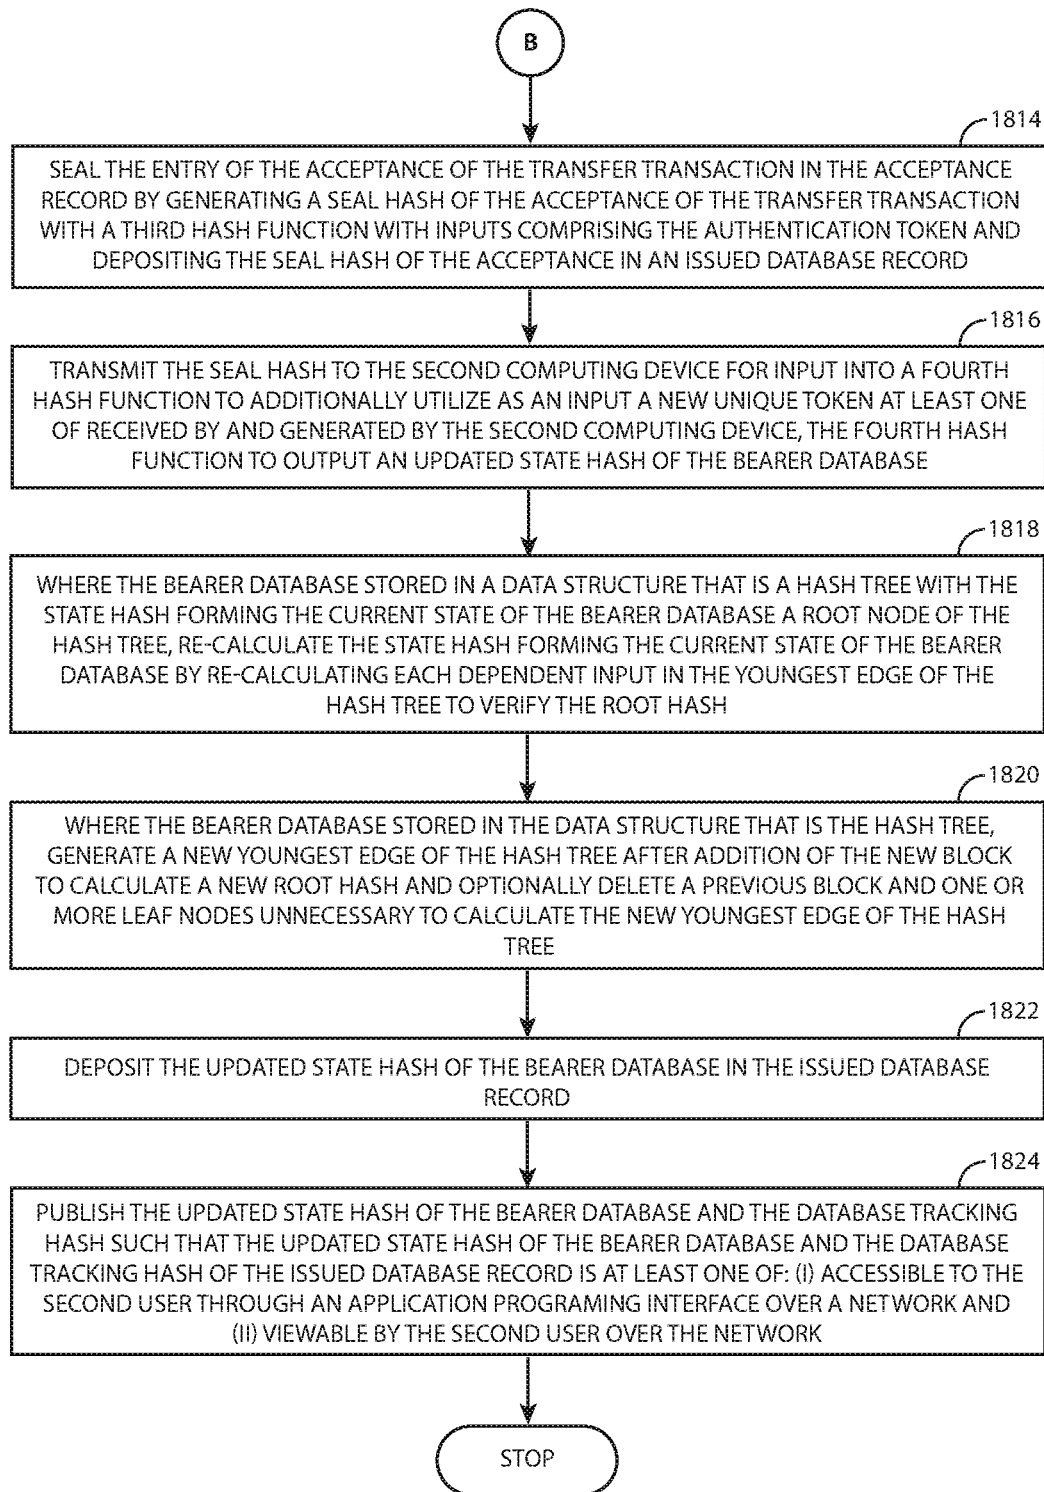 B
1814
SEAL THE ENTRY OF THE ACCEPTANCE OF THE TRANSFER TRANSACTION IN THE ACCEPTANCE
RECORD BY GENERATING A SEAL HASH OF THE ACCEPTANCE OF THE TRANSFER TRANSACTION
WITH A THIRD HASH FUNCTION WITH INPUTS COMPRISING THE AUTHENTICATION TOKEN AND
DEPOSITING THE SEAL HASH OF THE ACCEPTANCE IN AN ISSUED DATABASE RECORD
1816
TRANSMIT THE SEAL HASH TO THE SECOND COMPUTING DEVICE FOR INPUT INTO A FOURTH
HASH FUNCTION TO ADDITIONALLY UTILIZE AS AN INPUT A NEW UNIQUE TOKEN AT LEAST ONE
OF RECEIVED BY AND GENERATED BY THE SECOND COMPUTING DEVICE, THE FOURTH HASH
FUNCTION TO OUTPUT AN UPDATED STATE HASH OF THE BEARER DATABASE
1818
WHERE THE BEARER DATABASE STORED IN A DATA STRUCTURE THAT IS A HASH TREE WITH THE
STATE HASH FORMING THE CURRENT STATE OF THE BEARER DATABASE A ROOT NODE OF THE
HASH TREE, RE-CALCULATE THE STATE HASH FORMING THE CURRENT STATE OF THE BEARER
DATABASE BY RE-CALCULATING EACH DEPENDENT INPUT IN THE YOUNGEST EDGE OF THE
HASH TREE TO VERIFY THE ROOT HASH
1820
WHERE THE BEARER DATABASE STORED IN THE DATA STRUCTURE THAT IS THE HASH TREE,
GENERATE A NEW YOUNGEST EDGE OF THE HASH TREE AFTER ADDITION OF THE NEW BLOCK
TO CALCULATE A NEW ROOT HASH AND OPTIONALLY DELETE A PREVIOUS BLOCK AND ONE OR
MORE LEAF NODES UNNECESSARY TO CALCULATE THE NEW YOUNGEST EDGE OF THE HASH
TREE
1822
DEPOSIT THE UPDATED STATE HASH OF THE BEARER DATABASE IN THE ISSUED DATABASE
RECORD
1824
PUBLISH THE UPDATED STATE HASH OF THE BEARER DATABASE AND THE DATABASE TRACKING
HASH SUCH THAT THE UPDATED STATE HASH OF THE BEARER DATABASE AND THE DATABASE
TRACKING HASH OF THE ISSUED DATABASE RECORD IS AT LEAST ONE OF: (I) ACCESSIBLE TO THE
SECOND USER THROUGH AN APPLICATION PROGRAMING INTERFACE OVER A NETWORK AND
(II) VIEWABLE BY THE SECOND USER OVER THE NETWORK
STOP